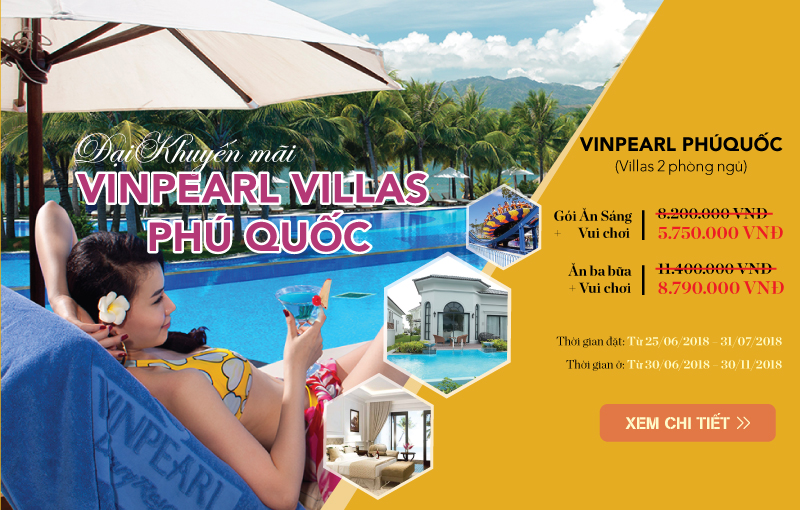 Đại Khuyến mãi
VINPEARL VILLAS
PHÚ QUỐC
VINPEARL PHÚQUỐC
(Villas 2 phòng ngủ)
Gói Ăn Sáng
+ Vui chơi
8.200.000 VNĐ
5.750.000 VNĐ
Ăn ba bữa
+ Vui chơi
11.400.000 VNĐ
8.790.000 VNĐ
Thời gian đặt: Từ 25/06/2018 – 31/07/2018
Thời gian ở: Từ 30/06/2018 – 30/11/2018
XEM CHI TIẾT >>
VINPEARL